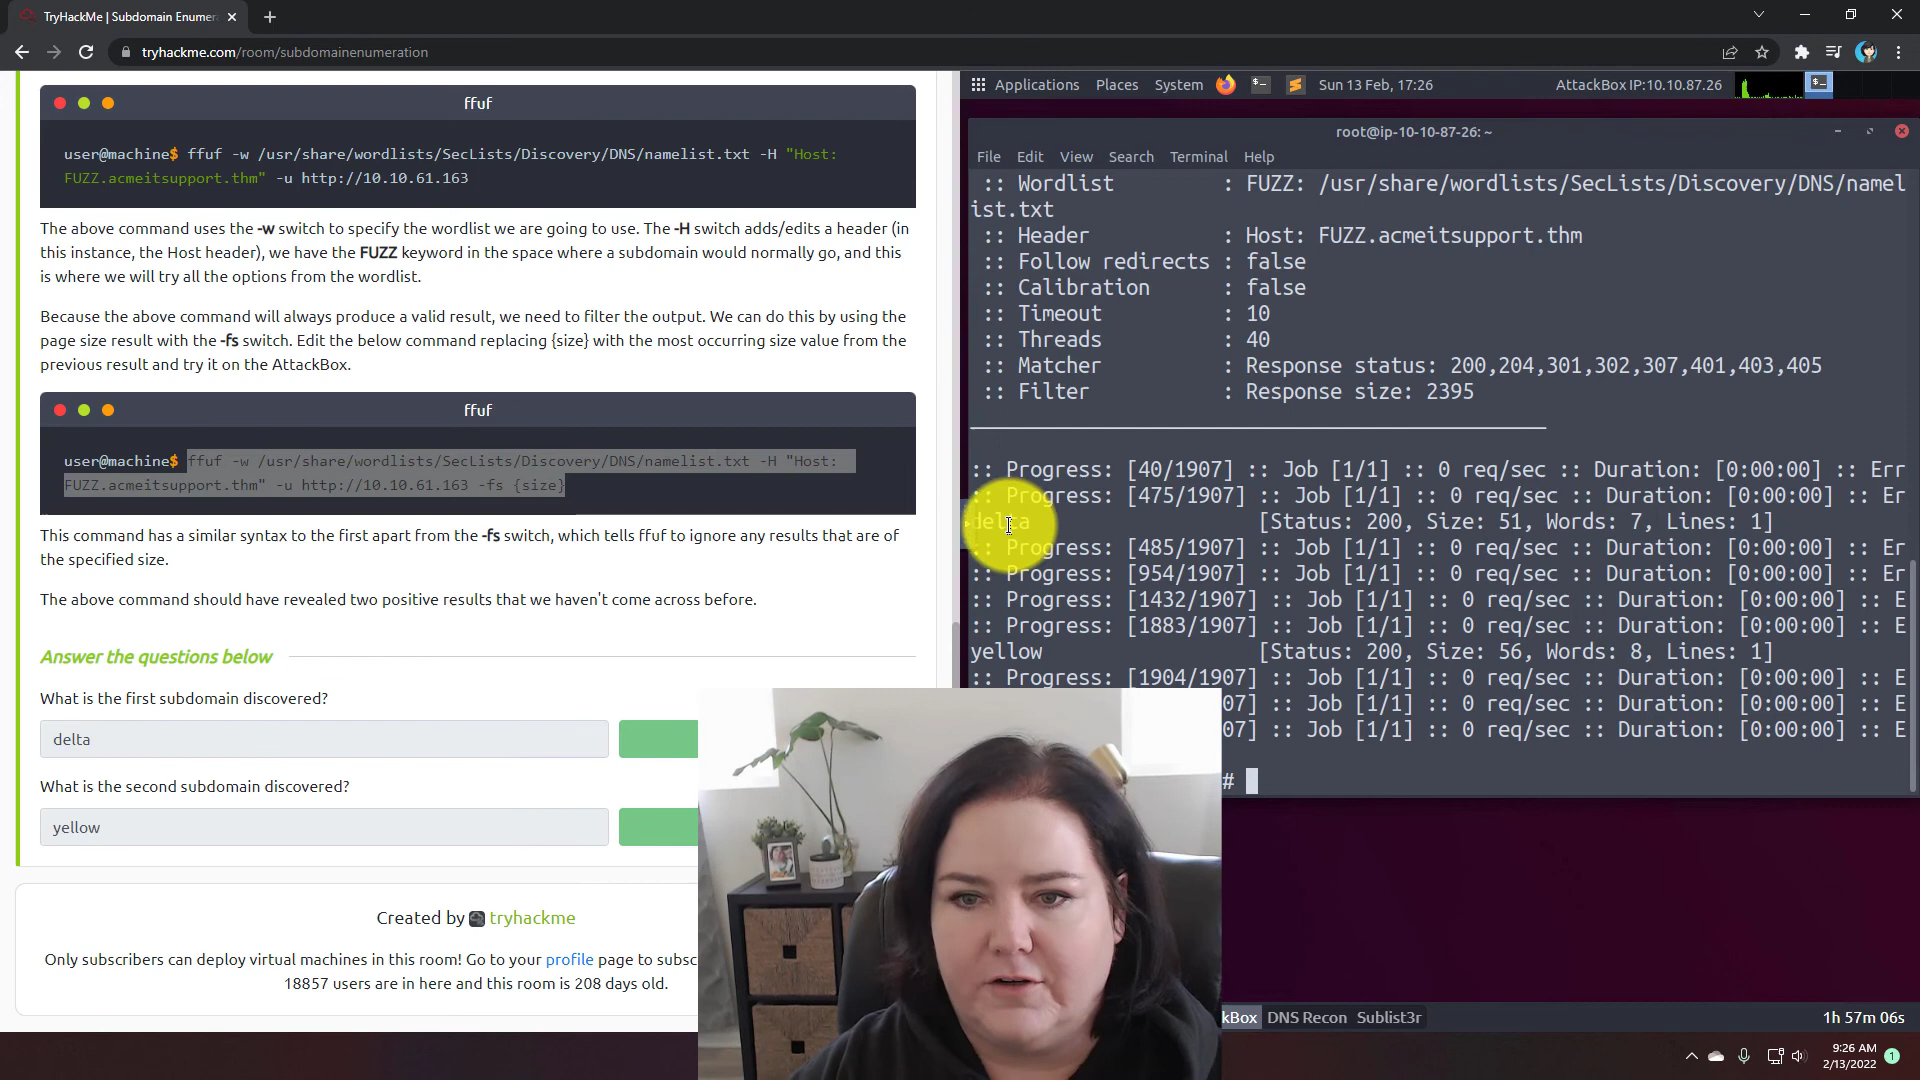 TryHackMe | Subdomain Enumer
tryhackme.com/room/subdomainenumeration
ffuf
user@machine$ ffuf -w /usr/share/wordlists/SecLists/Discovery/DNS/namelist.txt -H "Host:
FUZZ.acmeitsupport.thm" -u http://10.10.61.163
The above command uses the -w switch to specify the wordlist we are going to use. The -H switch adds/edits a header (in
this instance, the Host header), we have the FUZZ keyword in the space where a subdomain would normally go, and this
is where we will try all the options from the wordlist.
Because the above command will always produce a valid result, we need to filter the output. We can do this by using the
page size result with the -fs switch. Edit the below command replacing {size} with the most occurring size value from the
previous result and try it on the AttackBox.
ffuf
user@machine$ ffuf -w /usr/share/wordlists/SecLists/Discovery/DNS/namelist.txt -H "Host:
FUZZ.acmeitsupport.thm" -u http://10.10.61.163 -fs {size}
This command has a similar syntax to the first apart from the -fs switch, which tells ffuf to ignore any results that are of
the specified size.
The above command should have revealed two positive results that we haven't come across before.
Answer the questions below
What is the first subdomain discovered?
delta
What is the second subdomain discovered?
yellow
Created by tryhackme
Only subscribers can deploy virtual machines in this room! Go to your profile page to subsc
18857 users are in here and this room is 208 days old.
Applications Places System Sun 13 Feb, 17:26 AttackBox IP:10.10.87.26
root@ip-10-10-87-26: ~
File Edit View Search Terminal Help
:: Wordlist : FUZZ: /usr/share/wordlists/SecLists/Discovery/DNS/namel
ist.txt
:: Header : Host: FUZZ.acmeitsupport.thm
:: Follow redirects : false
:: Calibration : false
:: Timeout : 10
:: Threads : 40
:: Matcher : Response status: 200,204,301,302,307,401,403,405
:: Filter : Response size: 2395
:: Progress: [40/1907] :: Job [1/1] :: 0 req/sec :: Duration: [0:00:00] :: Err
:: Progress: [475/1907] :: Job [1/1] :: 0 req/sec :: Duration: [0:00:00] :: Er
delta [Status: 200, Size: 51, Words: 7, Lines: 1]
:: Progress: [485/1907] :: Job [1/1] :: 0 req/sec :: Duration: [0:00:00] :: Er
:: Progress: [954/1907] :: Job [1/1] :: 0 req/sec :: Duration: [0:00:00] :: Er
:: Progress: [1432/1907] :: Job [1/1] :: 0 req/sec :: Duration: [0:00:00] :: E
:: Progress: [1883/1907] :: Job [1/1] :: 0 req/sec :: Duration: [0:00:00] :: E
yellow [Status: 200, Size: 56, Words: 8, Lines: 1]
:: Progress: [1904/1907] :: Job [1/1] :: 0 req/sec :: Duration: [0:00:00] :: E
07] :: Job [1/1] :: 0 req/sec :: Duration: [0:00:00] :: E
07] :: Job [1/1] :: 0 req/sec :: Duration: [0:00:00] :: E
#
kBox DNS Recon Sublist3r 1h 57m 06s
9:26 AM
2/13/2022 1